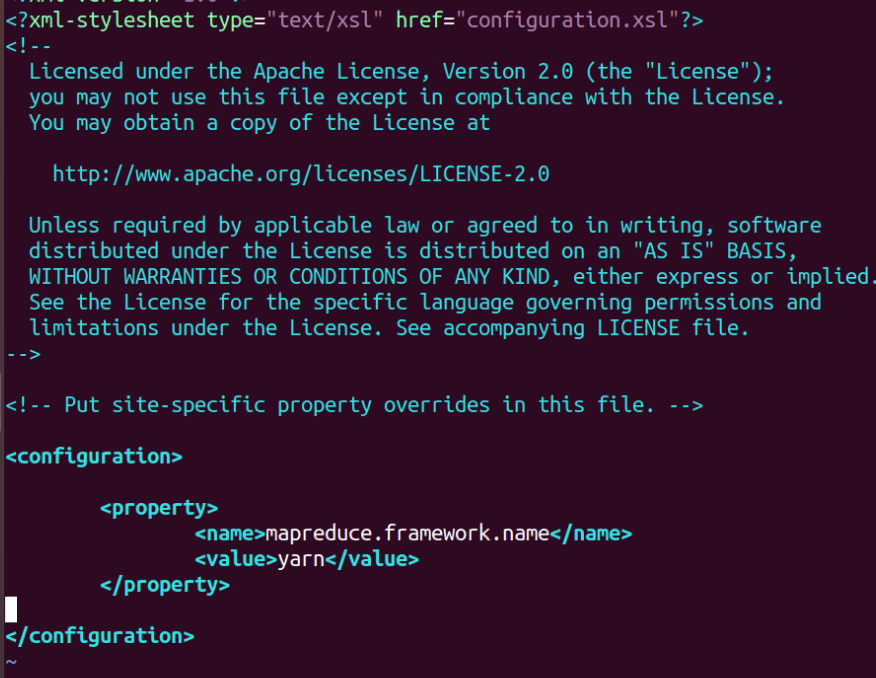 <?xml-stylesheet type="text/xsl" href="configuration.xsl"?>
<!--
  Licensed under the Apache License, Version 2.0 (the "License");
  you may not use this file except in compliance with the License.
  You may obtain a copy of the License at

    http://www.apache.org/licenses/LICENSE-2.0

  Unless required by applicable law or agreed to in writing, software
  distributed under the License is distributed on an "AS IS" BASIS,
  WITHOUT WARRANTIES OR CONDITIONS OF ANY KIND, either express or implied.
  See the License for the specific language governing permissions and
  limitations under the License. See accompanying LICENSE file.
-->

<!-- Put site-specific property overrides in this file. -->

<configuration>

        <property>
                <name>mapreduce.framework.name</name>
                <value>yarn</value>
        </property>

</configuration>
~